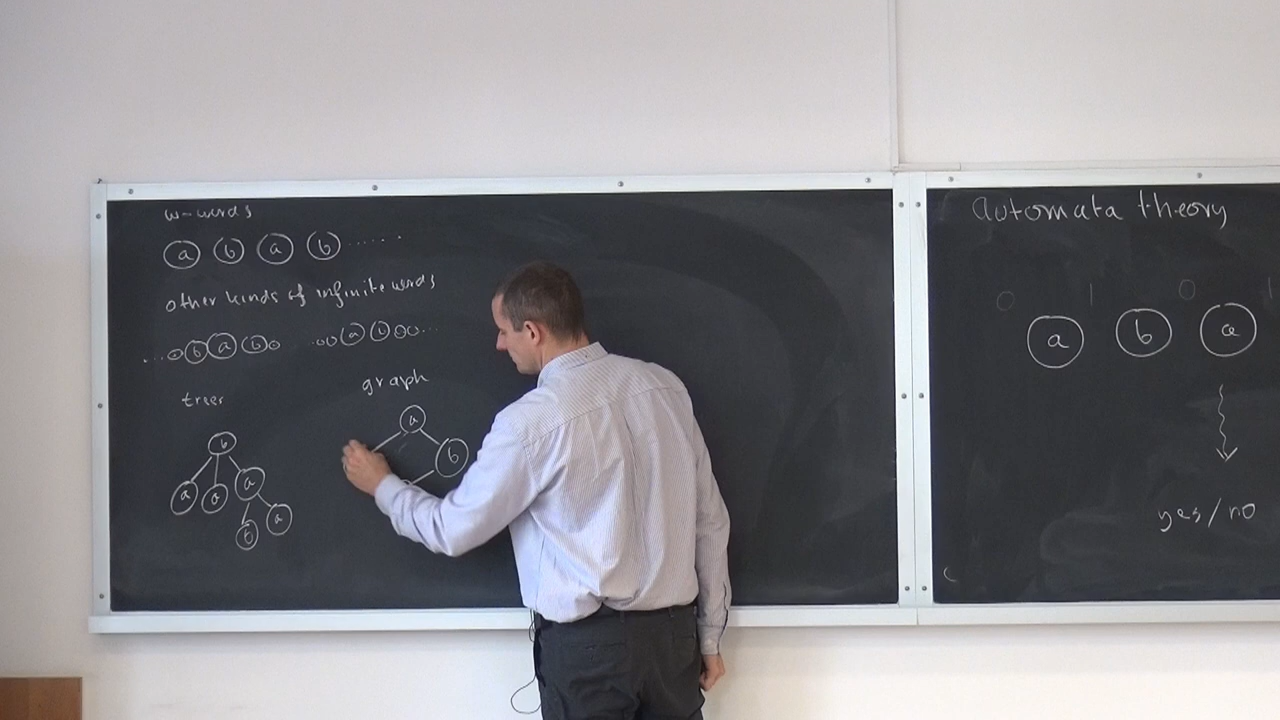 w-words
a b a b ......
other kinds of infinite words
... o b a b o ... o o a b o o ...
trees
graph
b
a a a
b a
a
b
automata theory
0 1 0 1
a b a
yes/no